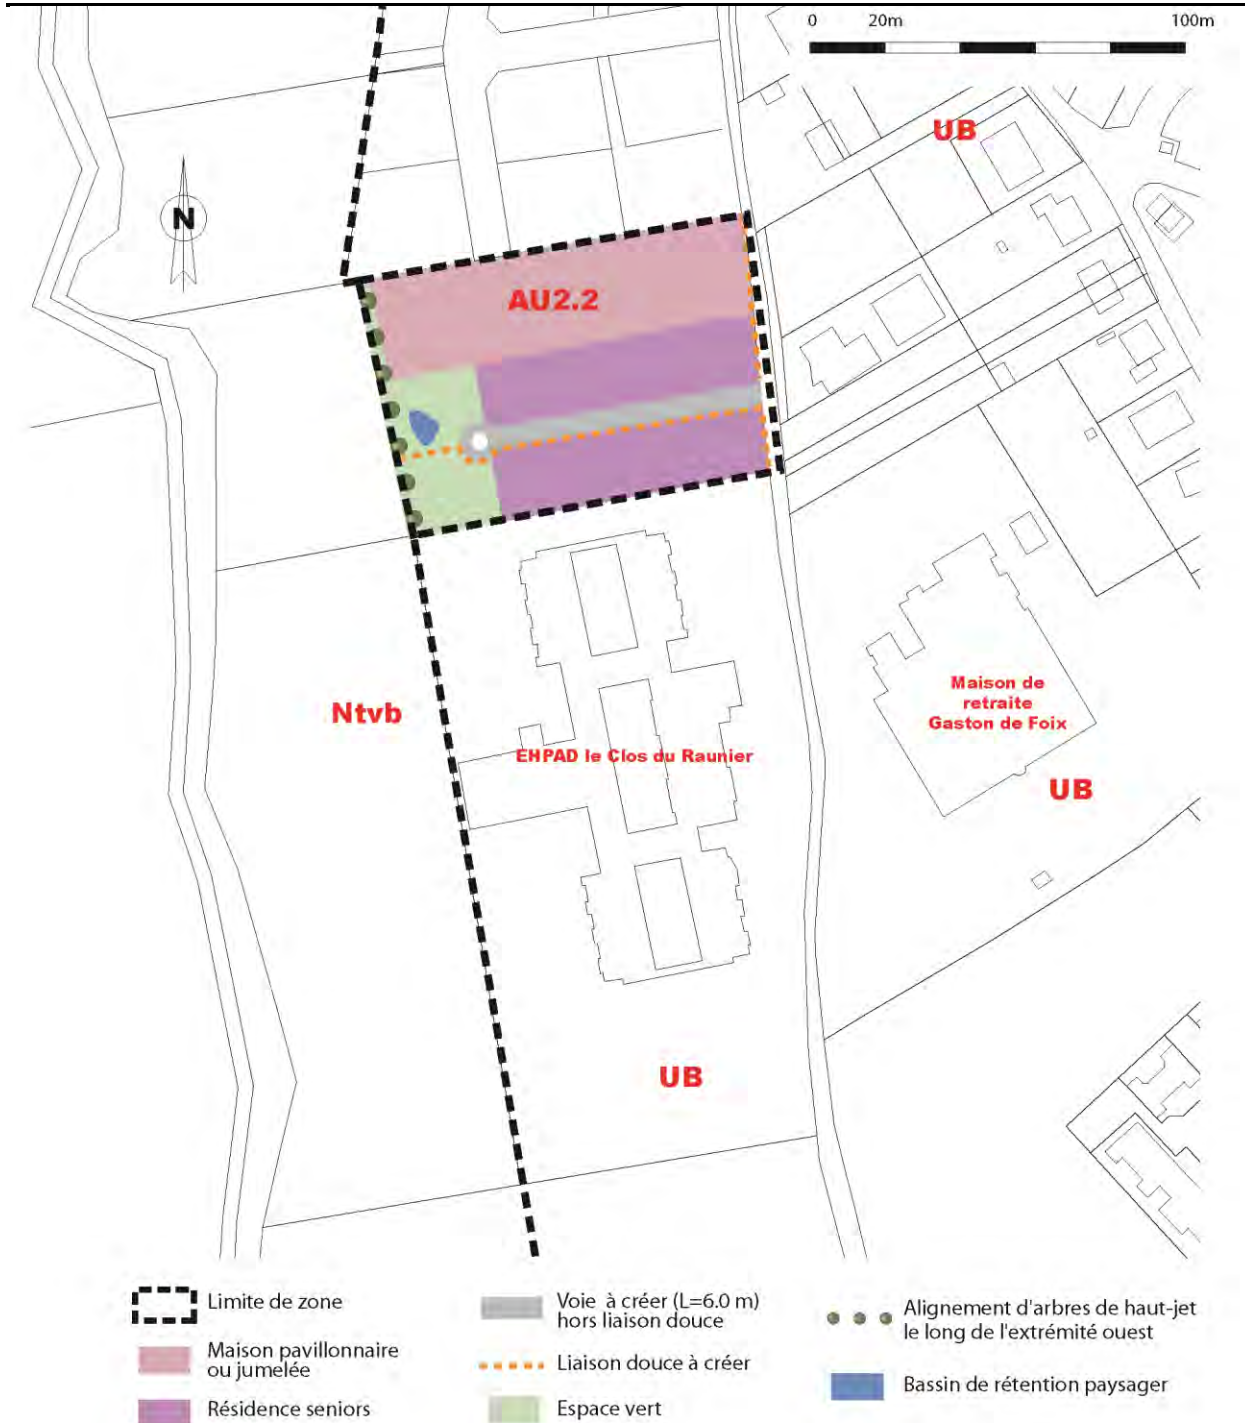 0 20m 100m
UB
N
AU2.2
Ntvb
Maison de
retraite
Gaston de Foix
EHPAD le Clos du Raunier
UB
UB
Limite de zone
Maison pavillonnaire
ou jumelée
Résidence seniors
Voie à créer (L=6.0 m)
hors liaison douce
Liaison douce à créer
Espace vert
Alignement d'arbres de haut-jet
le long de l'extrémité ouest
Bassin de rétention paysager